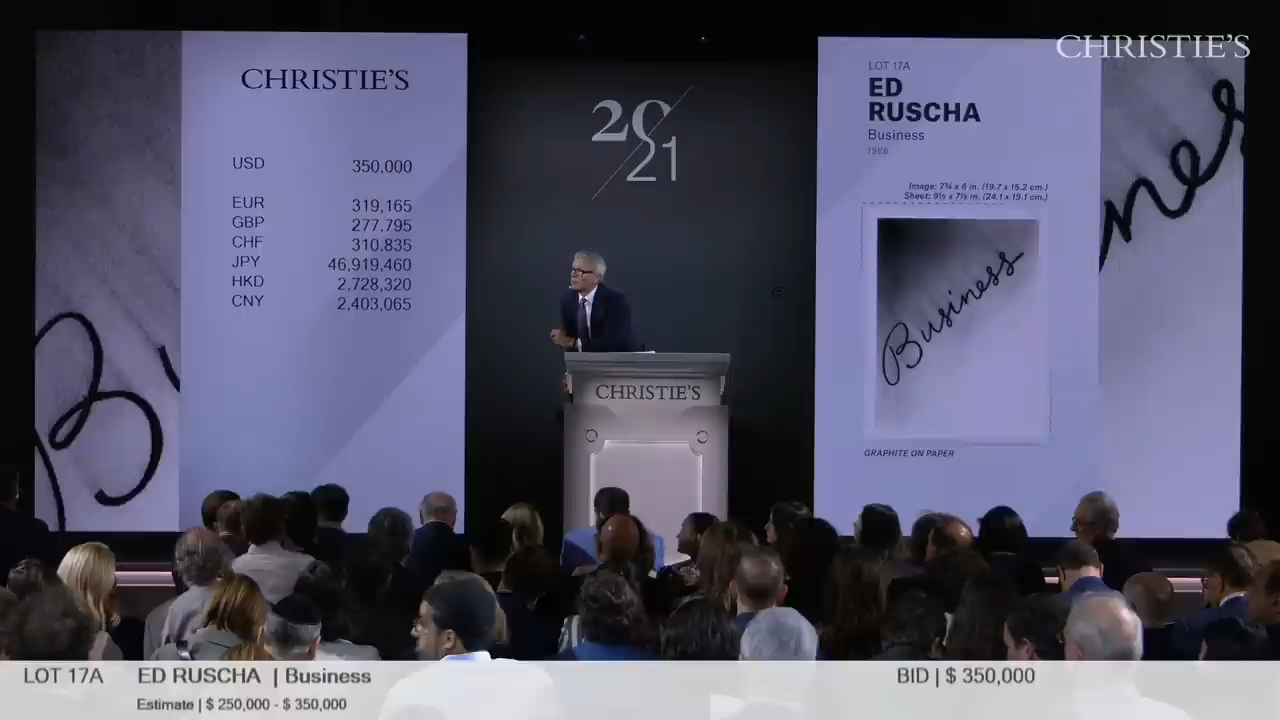 CHRISTIE'S
CHRISTIE'S
USD 350,000
EUR 319,165
GBP 277,795
CHF 310,835
JPY 46,919,460
HKD 2,728,320
CNY 2,403,065
20/21
LOT 17A
ED
RUSCHA
Business
1966
Image: 7¾ x 6 in. (19.7 x 15.2 cm.)
Sheet: 9½ x 7½ in. (24.1 x 19.1 cm.)
Business
GRAPHITE ON PAPER
B
nes
CHRISTIE'S
LOT 17A ED RUSCHA | Business BID | $ 350,000
Estimate | $ 250,000 - $ 350,000